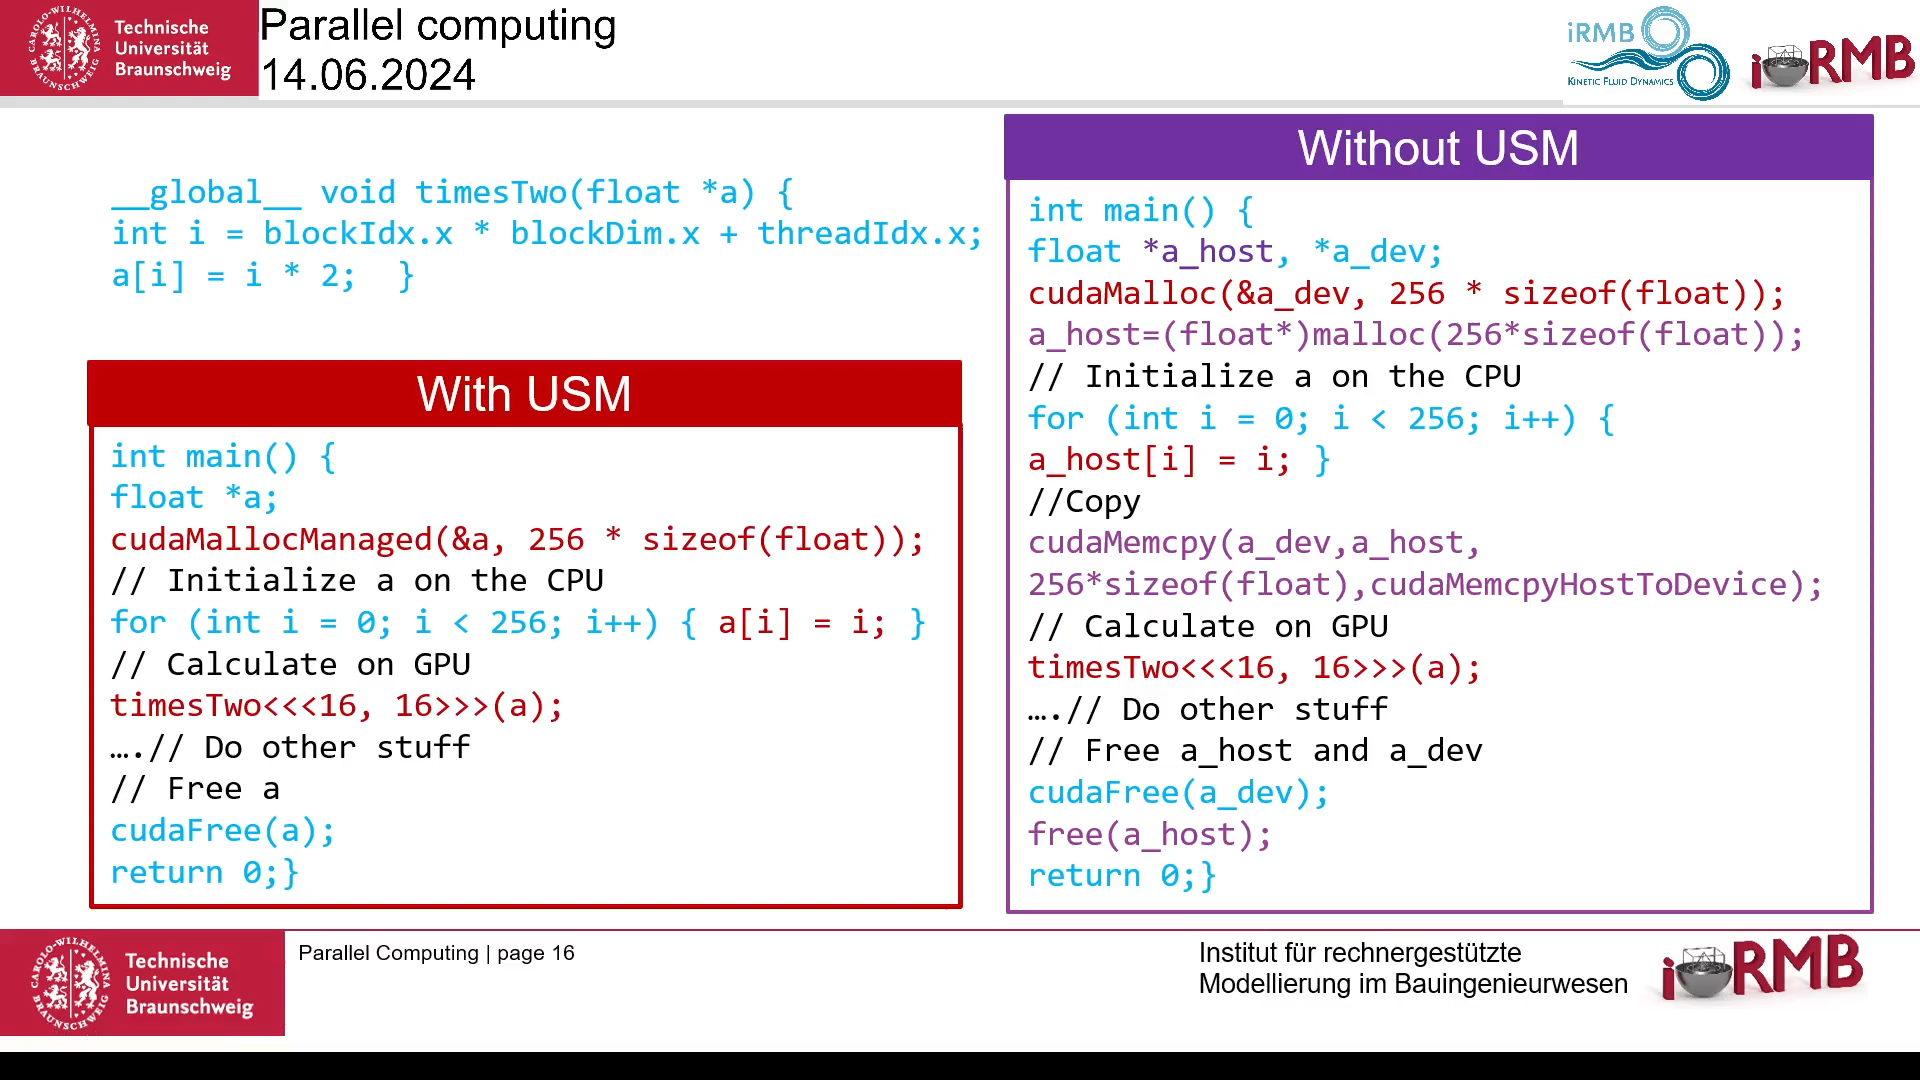 Technische
Universität
Braunschweig
Parallel computing
14.06.2024
iRMB
KINETIC FLUID DYNAMICS
iRMB
__global__ void timesTwo(float *a) {
int i = blockIdx.x * blockDim.x + threadIdx.x;
a[i] = i * 2;  }
With USM
int main() {
float *a;
cudaMallocManaged(&a, 256 * sizeof(float));
// Initialize a on the CPU
for (int i = 0; i < 256; i++) { a[i] = i; }
// Calculate on GPU
timesTwo<<<16, 16>>>(a);
….// Do other stuff
// Free a
cudaFree(a);
return 0;}
Without USM
int main() {
float *a_host, *a_dev;
cudaMalloc(&a_dev, 256 * sizeof(float));
a_host=(float*)malloc(256*sizeof(float));
// Initialize a on the CPU
for (int i = 0; i < 256; i++) {
a_host[i] = i; }
//Copy
cudaMemcpy(a_dev,a_host,
256*sizeof(float),cudaMemcpyHostToDevice);
// Calculate on GPU
timesTwo<<<16, 16>>>(a);
….// Do other stuff
// Free a_host and a_dev
cudaFree(a_dev);
free(a_host);
return 0;}
Technische
Universität
Braunschweig
Parallel Computing | page 16
Institut für rechnergestützte
Modellierung im Bauingenieurwesen
iRMB